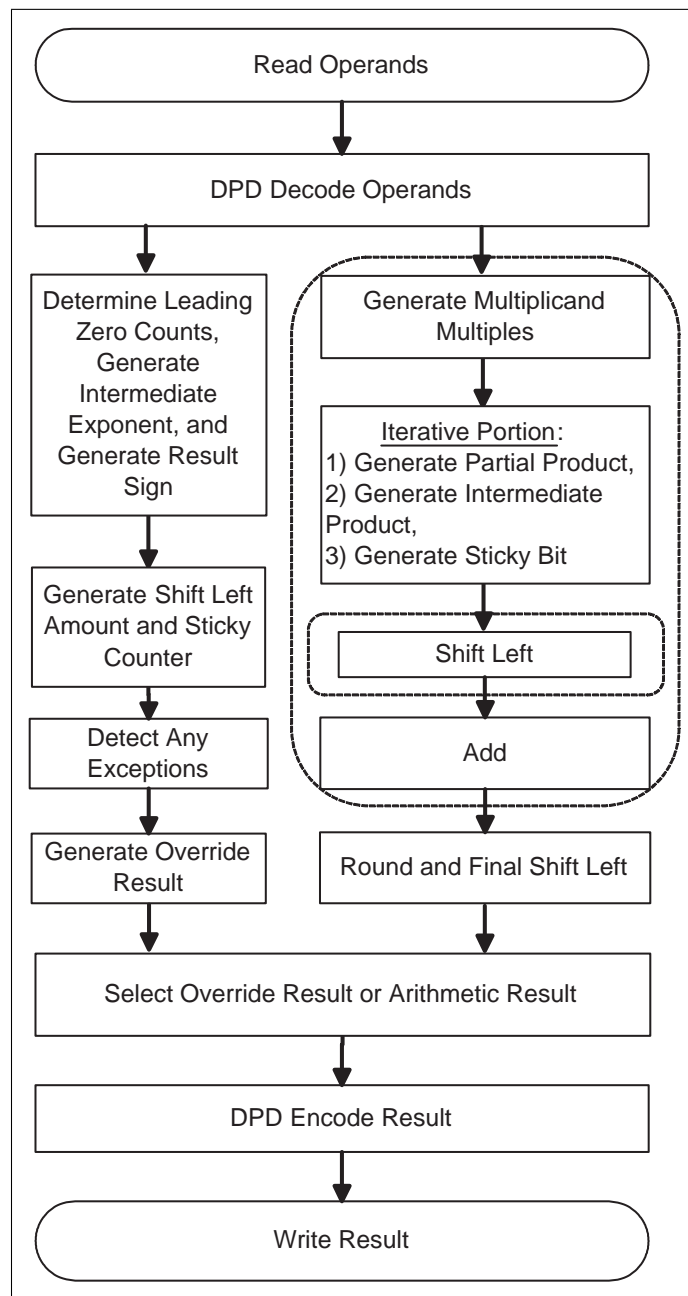 Read Operands
DPD Decode Operands
Determine Leading
Zero Counts,
Generate
Intermediate
Exponent, and
Generate Result
Sign
Generate Shift Left
Amount and Sticky
Counter
Detect Any
Exceptions
Generate Override
Result
Generate Multiplicand
Multiples
Iterative Portion:
1) Generate Partial Product,
2) Generate Intermediate
Product,
3) Generate Sticky Bit
Shift Left
Add
Round and Final Shift Left
Select Override Result or Arithmetic Result
DPD Encode Result
Write Result